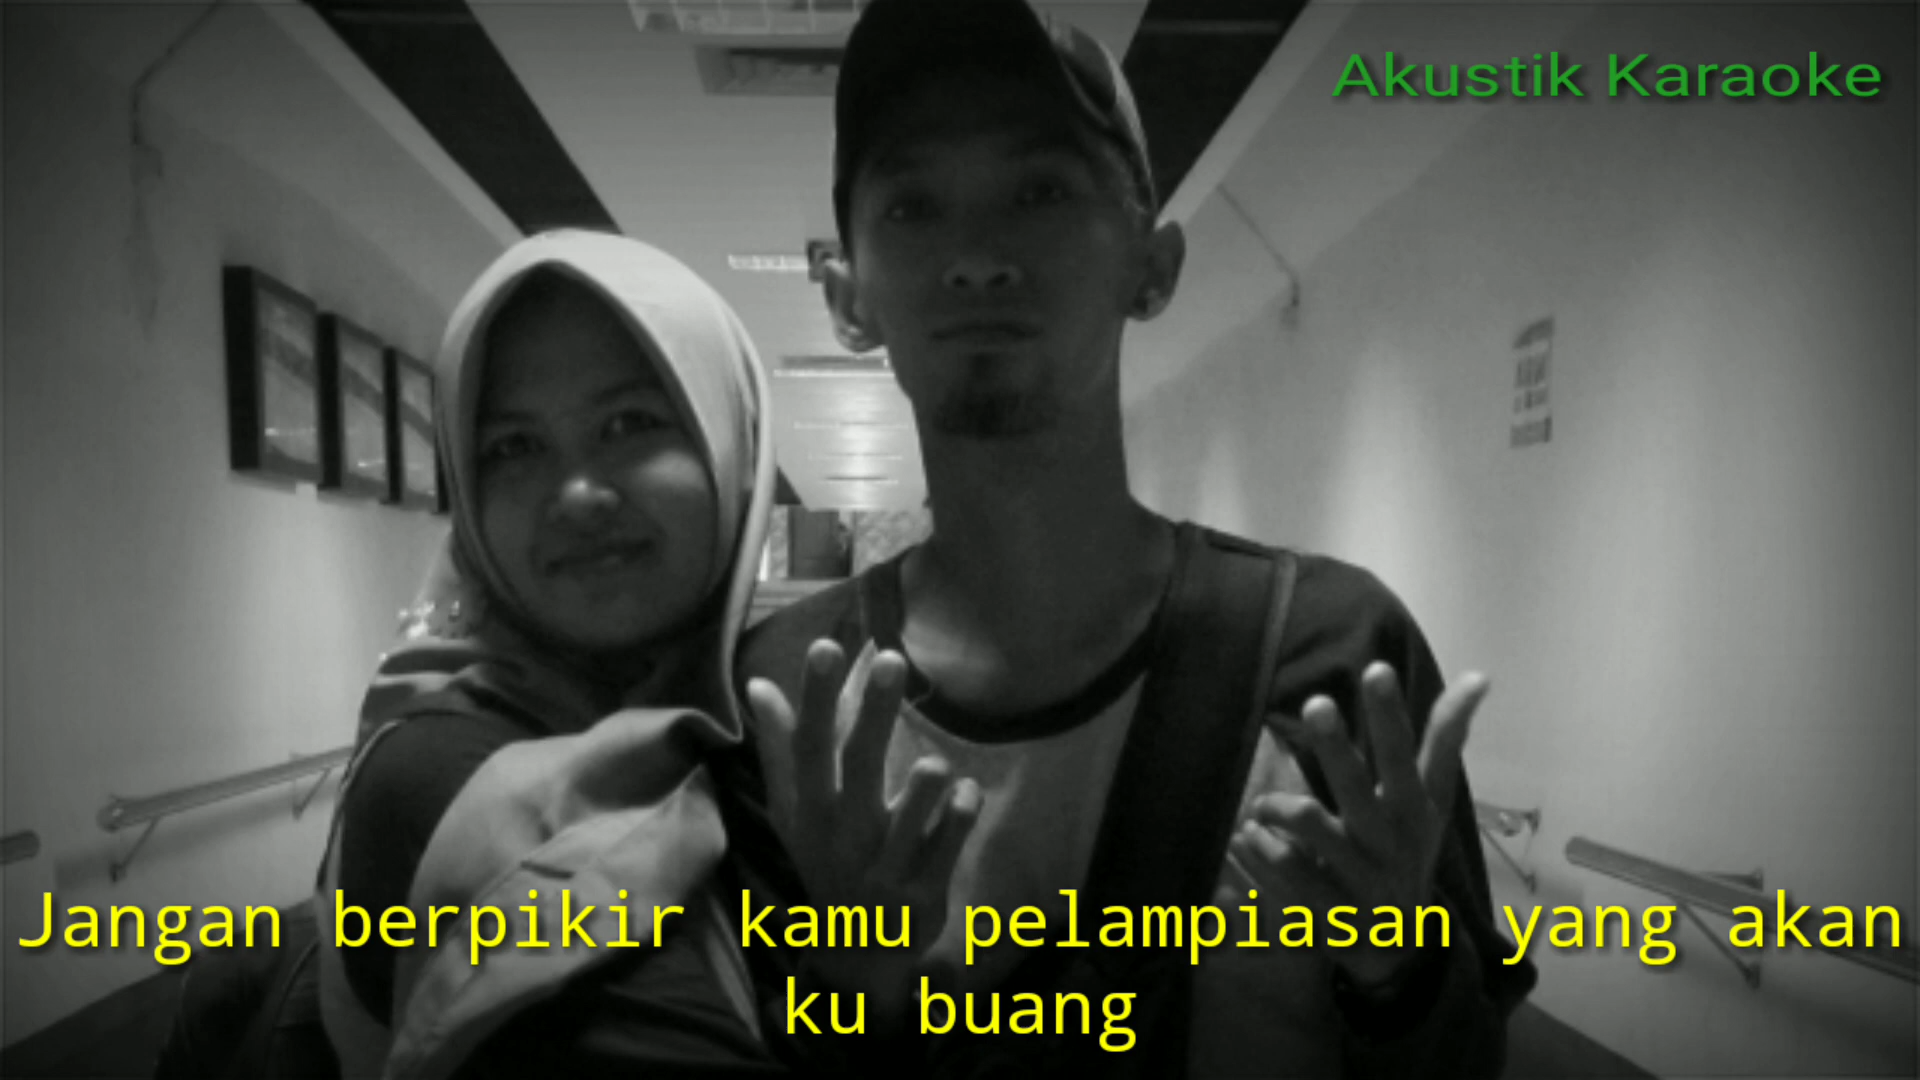 Akustik Karaoke
Jangan berpikir kamu pelampiasan yang akan
ku buang